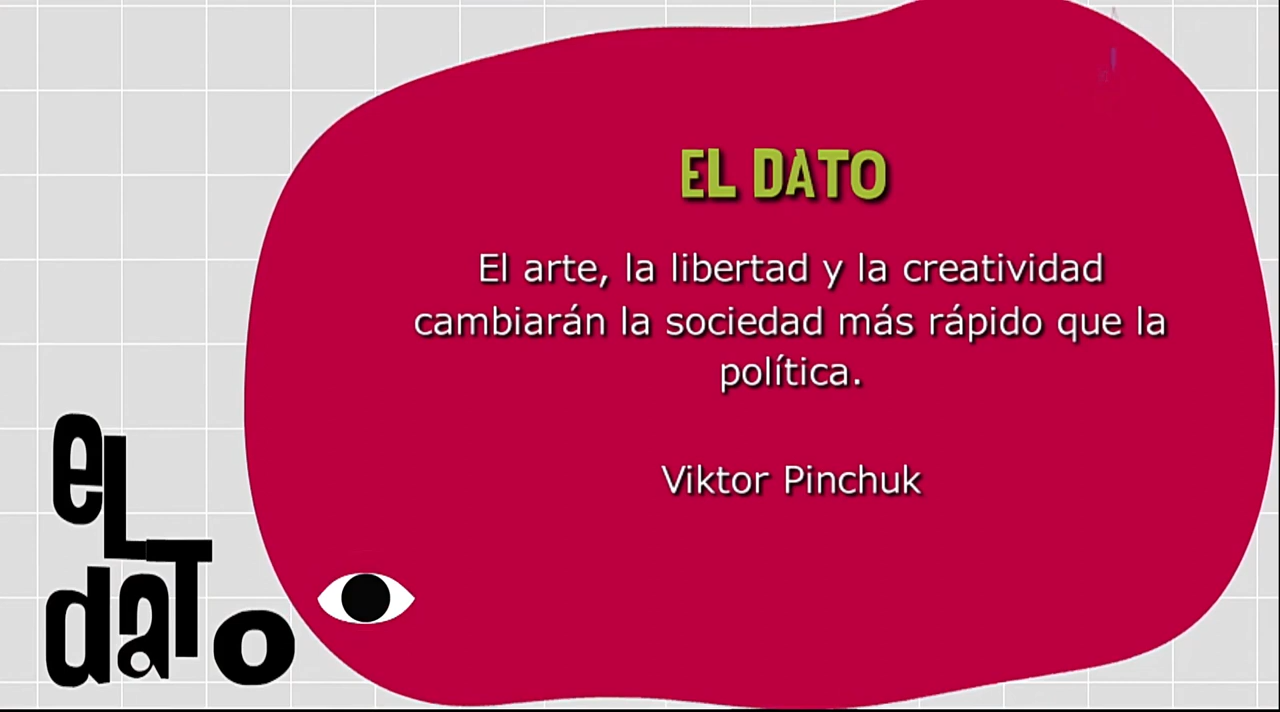 EL DATO
El arte, la libertad y la creatividad
cambiarán la sociedad más rápido que la
política.
Viktor Pinchuk
eL
daTo